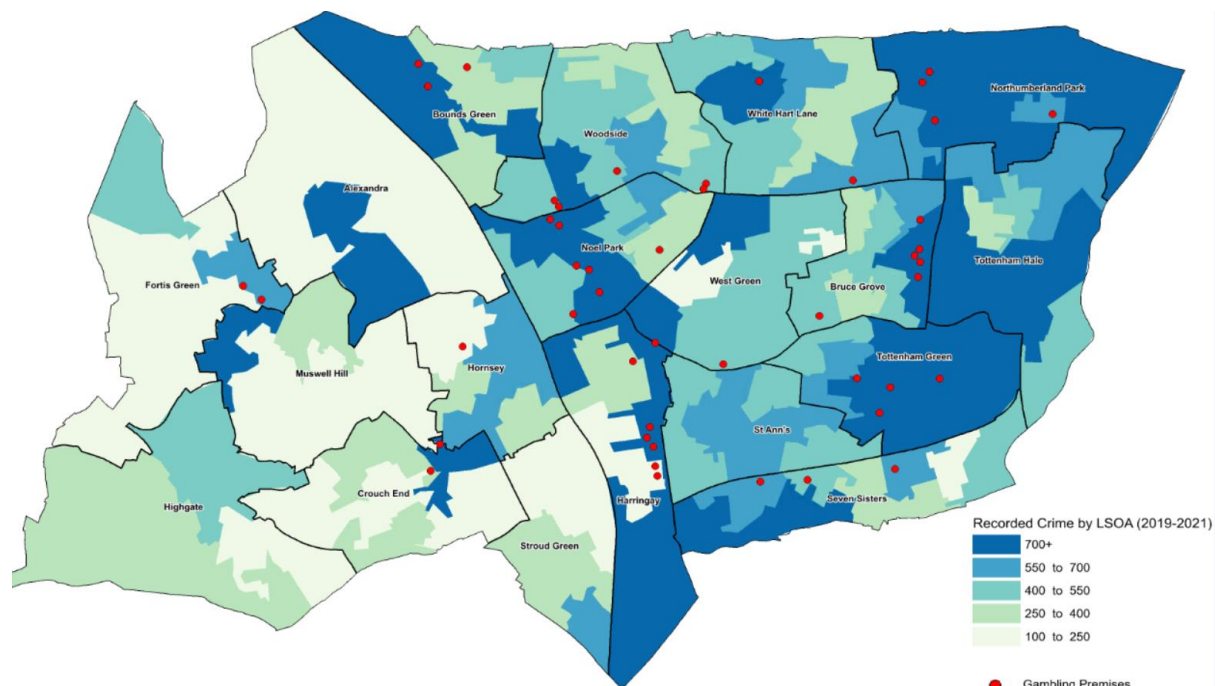 Northumberland Park
Bounds Green
White Hart Lane
Woodside
Alexandra
Noel Park
Tottenham Hale
West Green
Fortis Green
Bruce Grove
Tottenham Green
Hornsey
Muswell Hill
St Ann's
Crouch End
Seven Sisters
Harringay
Highgate
Stroud Green
Recorded Crime by LSOA (2019-2021)
700+
550 to 700
400 to 550
250 to 400
100 to 250
Gambling Premises